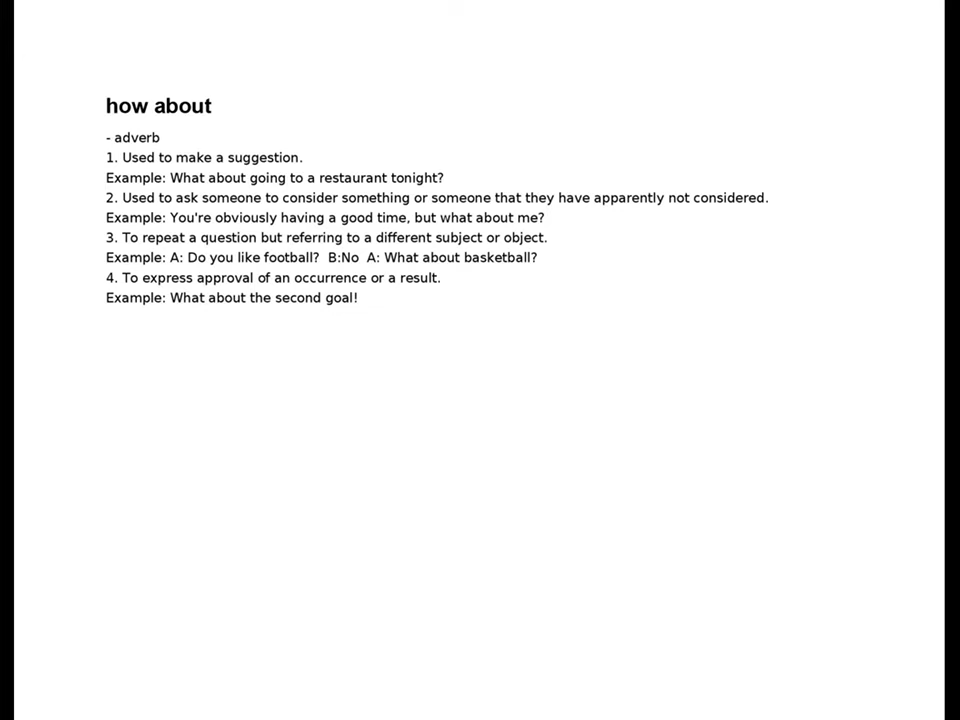 how about
- adverb
1. Used to make a suggestion.
Example: What about going to a restaurant tonight?
2. Used to ask someone to consider something or someone that they have apparently not considered.
Example: You're obviously having a good time, but what about me?
3. To repeat a question but referring to a different subject or object.
Example: A: Do you like football?  B:No  A: What about basketball?
4. To express approval of an occurrence or a result.
Example: What about the second goal!